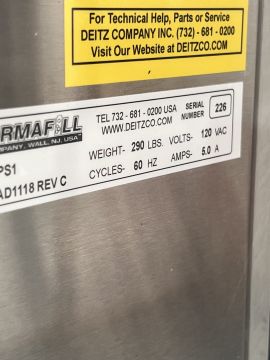 For Technical Help, Parts or Service
DEITZ COMPANY INC. (732) - 681 - 0200
Visit Our Website at DEITZCO.COM
RMAFILL
OMPANY, WALL, NJ, USA
TEL 732 - 681 - 0200 USA
WWW.DEITZCO.COM
SERIAL NUMBER 226
PS1
AD1118 REV C
WEIGHT- 290 LBS. VOLTS- 120 VAC
CYCLES- 60 HZ AMPS- 5.0 A